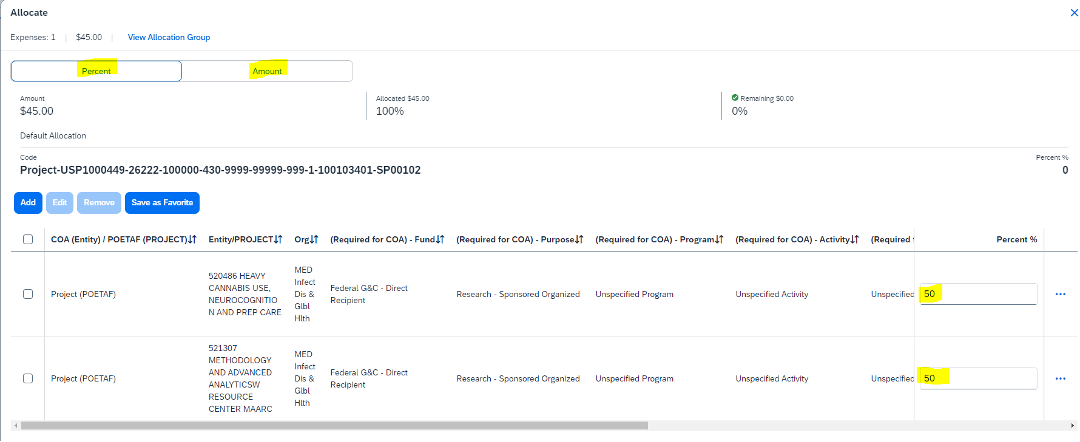 Allocate
Expenses: 1 | $45.00 | View Allocation Group
Percent Amount
Amount Allocated $45.00 Remaining $0.00
$45.00 100% 0%
Default Allocation
Code Percent %
Project-USP1000449-26222-100000-430-9999-99999-999-1-100103401-SP00102 0
Add Edit Remove Save as Favorite
COA (Entity) / POETAF (PROJECT) Entity/PROJECT Org (Required for COA) - Fund (Required for COA) - Purpose (Required for COA) - Program (Required for COA) - Activity (Required f Percent %
Project (POETAF)
520486 HEAVY
CANNABIS USE,
NEUROCOGNITIO
N AND PREP CARE
MED
Infect
Dis &
Glbl
Hlth
Federal G&C - Direct
Recipient
Research - Sponsored Organized
Unspecified Program
Unspecified Activity
Unspecified
50
...
Project (POETAF)
521307
METHODOLOGY
AND ADVANCED
ANALYTICSW
RESOURCE
CENTER MAARC
MED
Infect
Dis &
Glbl
Hlth
Federal G&C - Direct
Recipient
Research - Sponsored Organized
Unspecified Program
Unspecified Activity
Unspecified
50
...